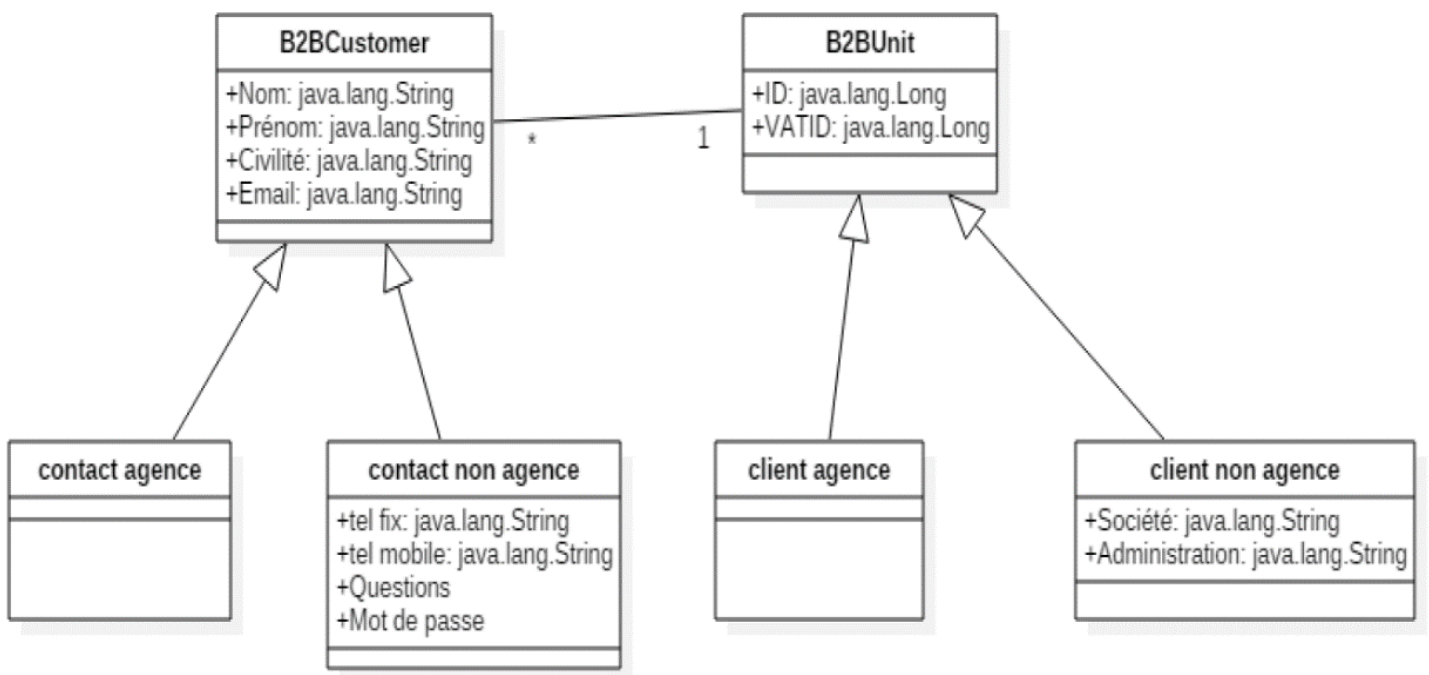 B2BCustomer
+Nom: java.lang.String
+Prénom: java.lang.String
+Civilité: java.lang.String
+Email: java.lang.String
*
1
B2BUnit
+ID: java.lang.Long
+VATID: java.lang.Long
contact agence
contact non agence
+tel fix: java.lang.String
+tel mobile: java.lang.String
+Questions
+Mot de passe
client agence
client non agence
+Société: java.lang.String
+Administration: java.lang.String